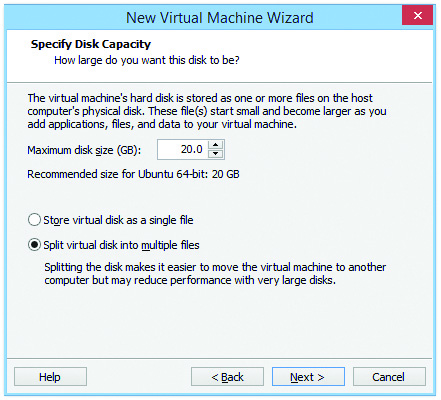 New Virtual Machine Wizard
Specify Disk Capacity
How large do you want this disk to be?
The virtual machine's hard disk is stored as one or more files on the host
computer's physical disk. These file(s) start small and become larger as you
add applications, files, and data to your virtual machine.
Maximum disk size (GB): 20.0
Recommended size for Ubuntu 64-bit: 20 GB
Store virtual disk as a single file
Split virtual disk into multiple files
Splitting the disk makes it easier to move the virtual machine to another
computer but may reduce performance with very large disks.
Help < Back Next > Cancel